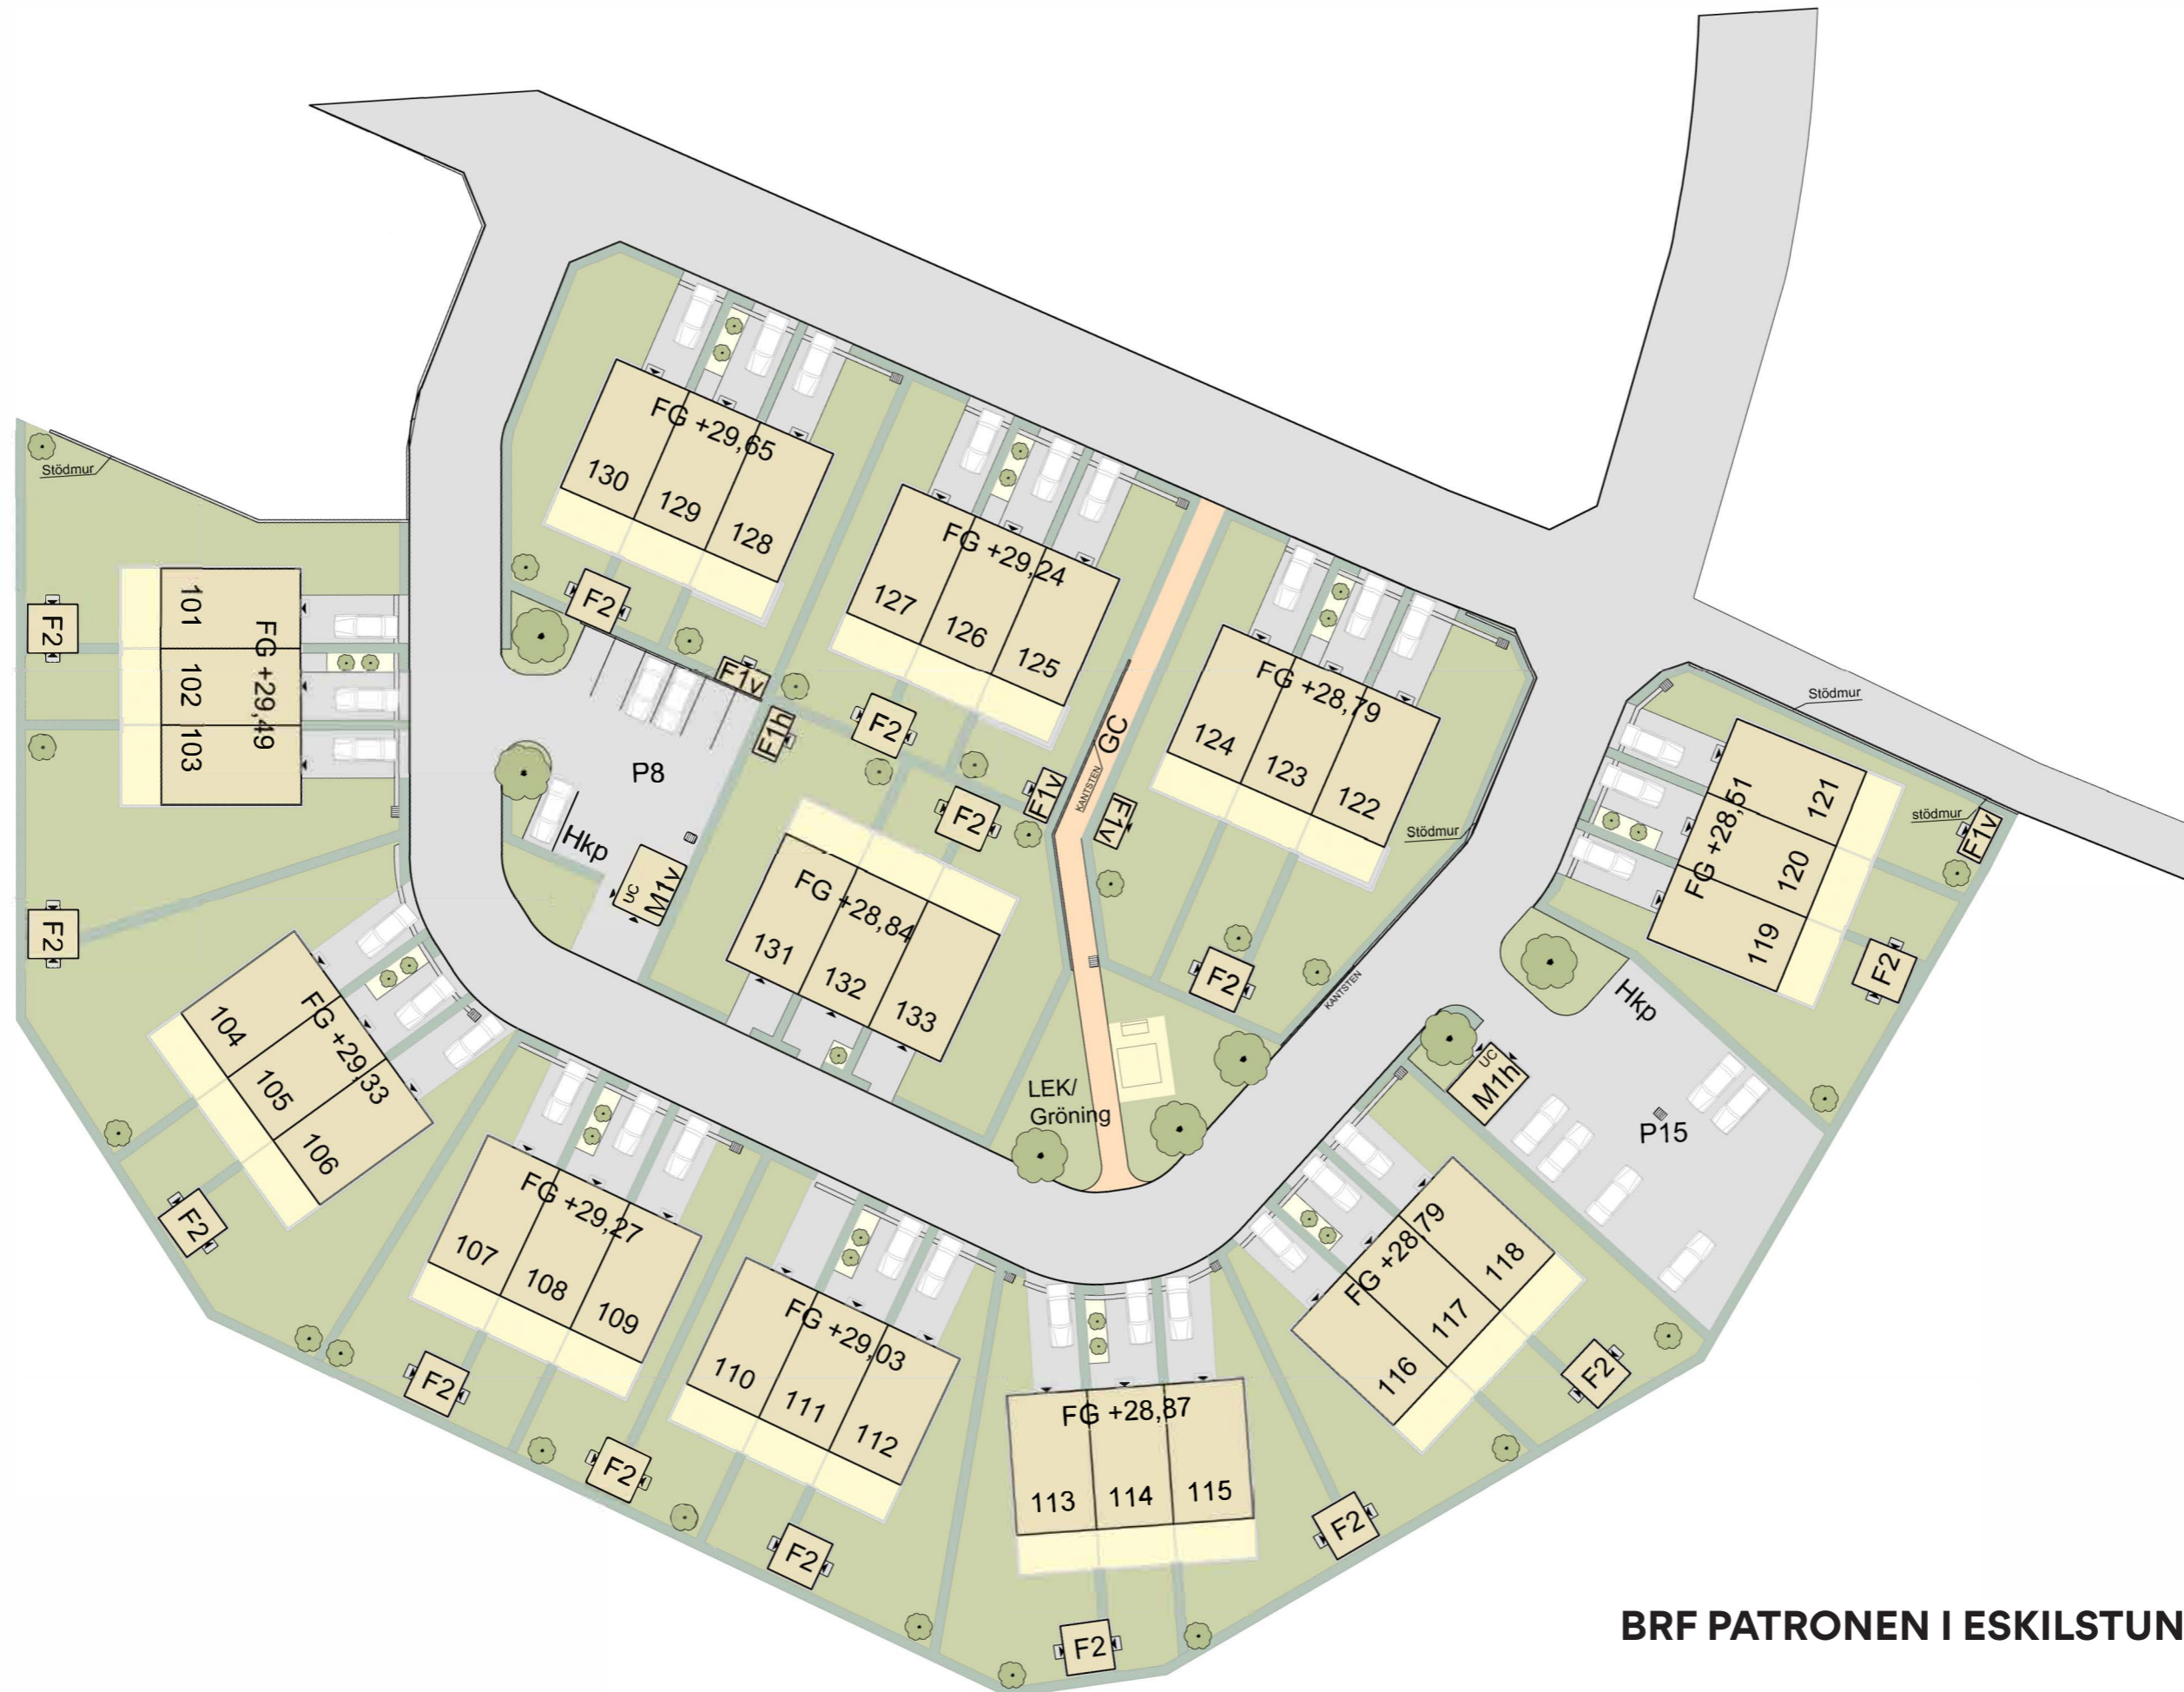 Stödmur
F2
101
102
103
FG +29,49
F2
FG +29,65
130
129
128
F2
F1v
F1h
P8
Hkp
UC
M1v
FG +29,24
127
126
125
F2
F2
F1v
KANTSTEN
GC
F1v
FG +28,79
124
123
122
Stödmur
F2
KANTSTEN
FG +28,84
131
132
133
LEK/
Gröning
Stödmur
stödmur
F1v
FG +28,51
121
120
119
F2
Hkp
UC
M1h
P15
FG +29,33
104
105
106
F2
FG +29,27
107
108
109
F2
F2
FG +29,03
110
111
112
F2
FG +28,87
113
114
115
F2
FG +28,79
116
117
118
F2
F2
BRF PATRONEN I ESKILSTUN